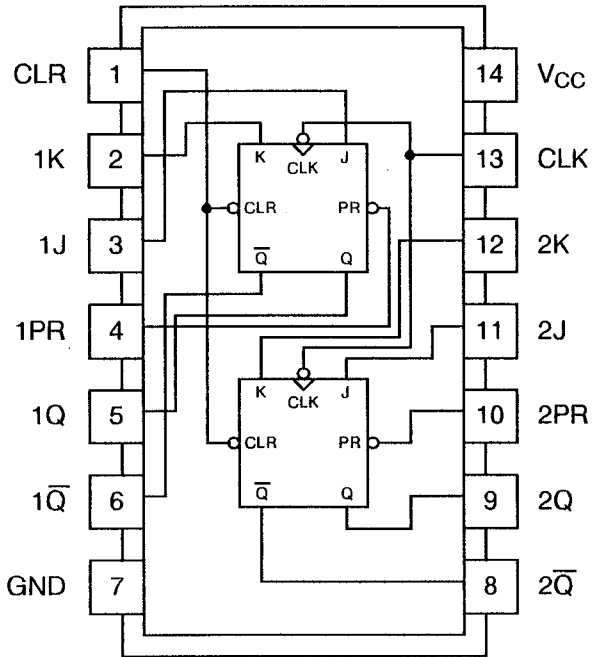 CLR 1 14 VCC
1K 2 13 CLK
K CLK J
1J 3 12 2K
CLR PR
Q̅ Q
1PR 4 11 2J
K CLK J
1Q 5 10 2PR
CLR PR
1Q̅ 6 9 2Q
Q̅ Q
GND 7 8 2Q̅